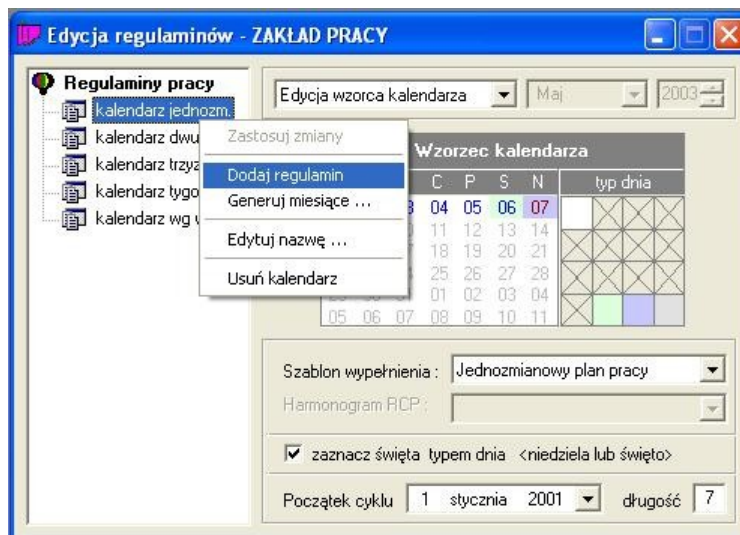 Edycja regulaminów - ZAKŁAD PRACY
Regulaminy pracy
kalendarz jednozm.
kalendarz dwu
kalendarz trzyz
kalendarz tygo
kalendarz wg
Zastosuj zmiany
Dodaj regulamin
Generuj miesiące ...
Edytuj nazwę ...
Usuń kalendarz
Edycja wzorca kalendarza Maj 2003
Wzorzec kalendarza
C P S N typ dnia
04 05 06 07
11 12 13 14
18 19 20 21
25 26 27 28
01 02 03 04
05 06 07 08 09 10 11
Szablon wypełnienia : Jednozmianowy plan pracy
Harmonogram RCP :
zaznacz święta typem dnia <niedziela lub święto>
Początek cyklu 1 stycznia 2001 długość 7